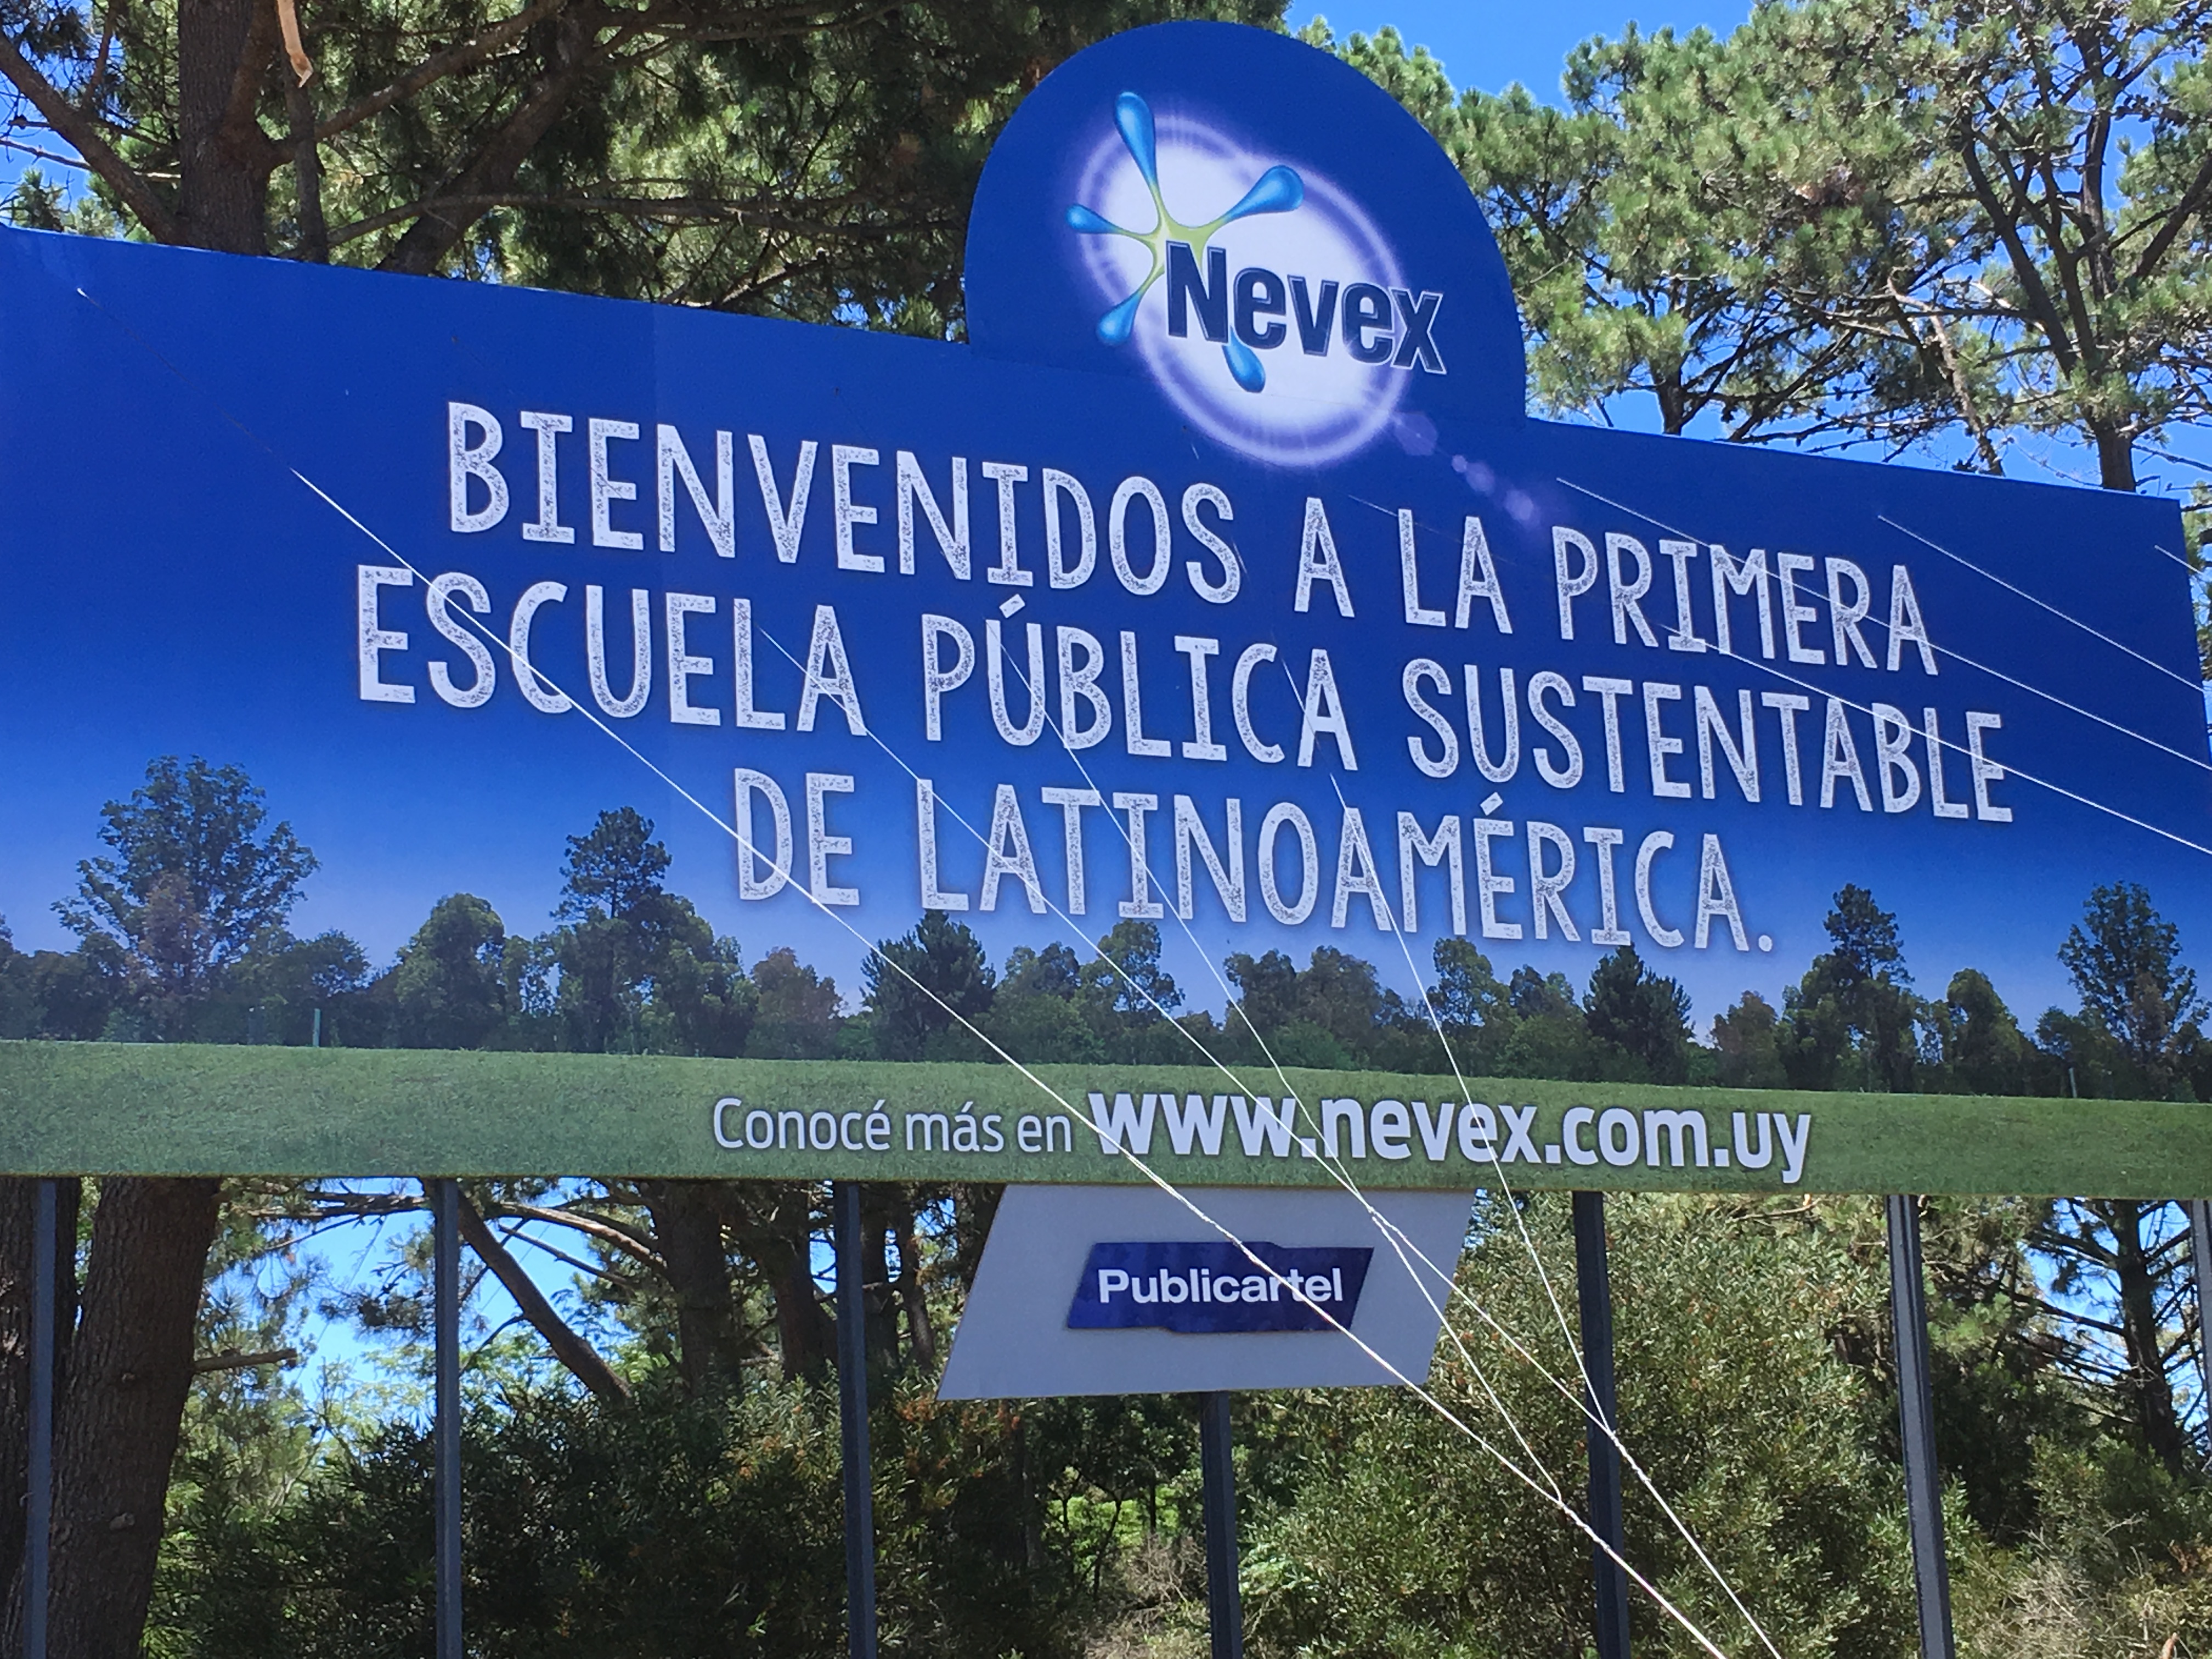 Nevex
BIENVENIDOS A LA PRIMERA
ESCUELA PÚBLICA SUSTENTABLE
DE LATINOAMÉRICA.
Conocé más en www.nevex.com.uy
Publicartel